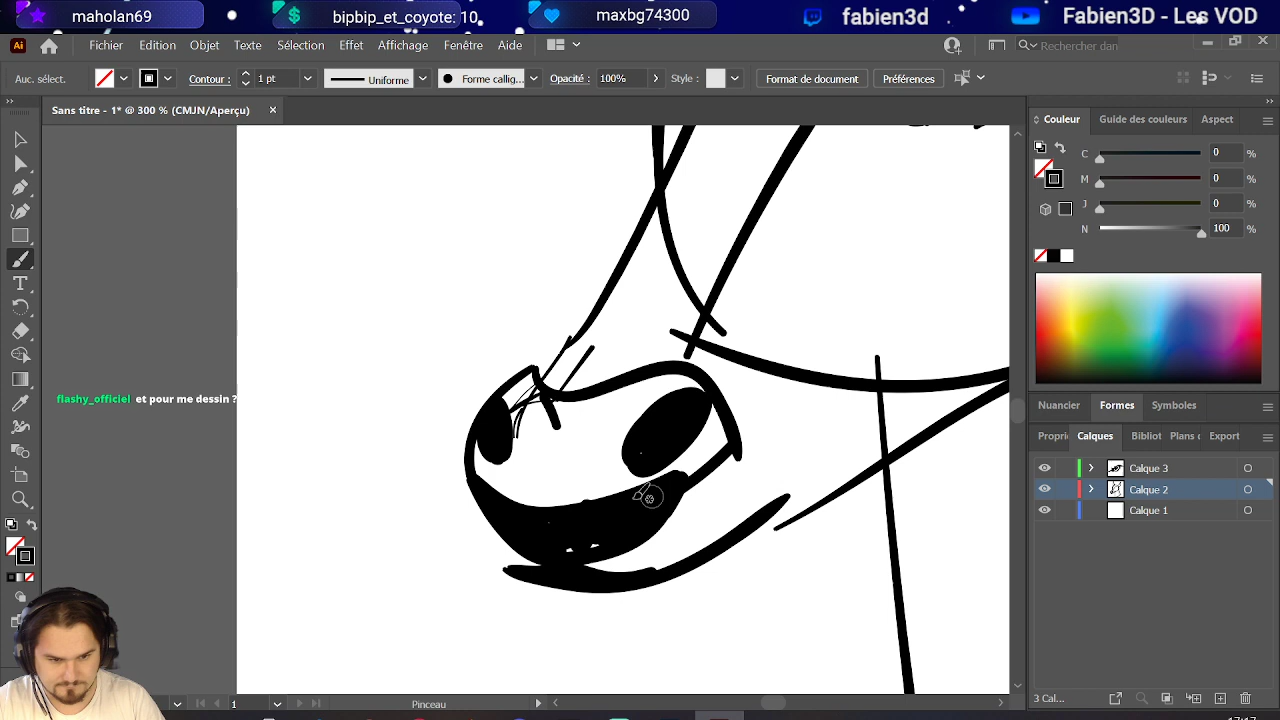 maholan69
bipbip_et_coyote: 10
maxbg74300
fabien3d
Fabien3D - Les VOD
Ai
Fichier Edition Objet Texte Sélection Effet Affichage Fenêtre Aide
Rechercher dan
Auc. sélect.
Contour :
1 pt
Uniforme
Forme callig...
Opacité :
100%
Style :
Format de document
Préférences
Sans titre - 1* @ 300 % (CMJN/Aperçu)
Couleur
Guide des couleurs
Aspect
C 0 %
M 0 %
J 0 %
N 100 %
flashy_officiel et pour me dessin ?
Nuancier
Formes
Symboles
Propri
Calques
Bibliot
Plans d
Export
Calque 3
Calque 2
Calque 1
3 Cal...
1
Pinceau